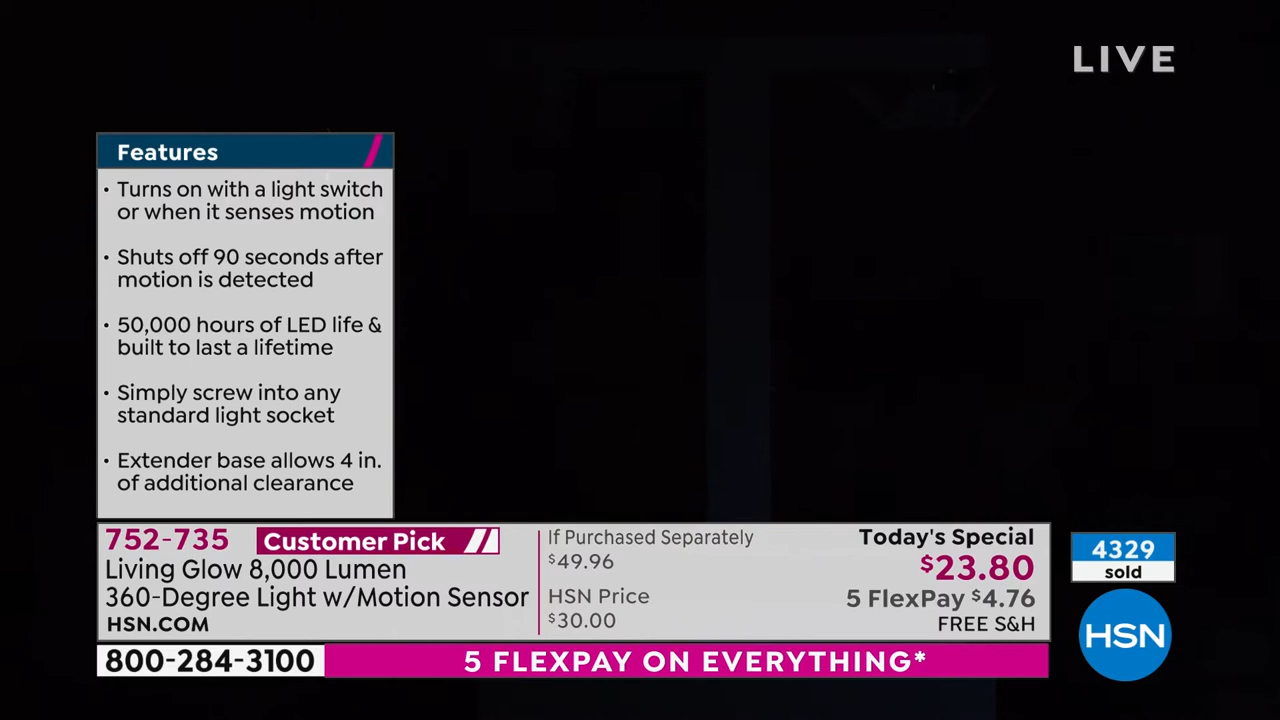 LIVE
Features
• Turns on with a light switch
or when it senses motion
• Shuts off 90 seconds after
motion is detected
• 50,000 hours of LED life &
built to last a lifetime
• Simply screw into any
standard light socket
• Extender base allows 4 in.
of additional clearance
752-735
Customer Pick
Living Glow 8,000 Lumen
360-Degree Light w/Motion Sensor
HSN.COM
If Purchased Separately
$49.96
HSN Price
$30.00
Today's Special
$23.80
5 FlexPay $4.76
FREE S&H
4329
sold
HSN
800-284-3100
5 FLEXPAY ON EVERYTHING*